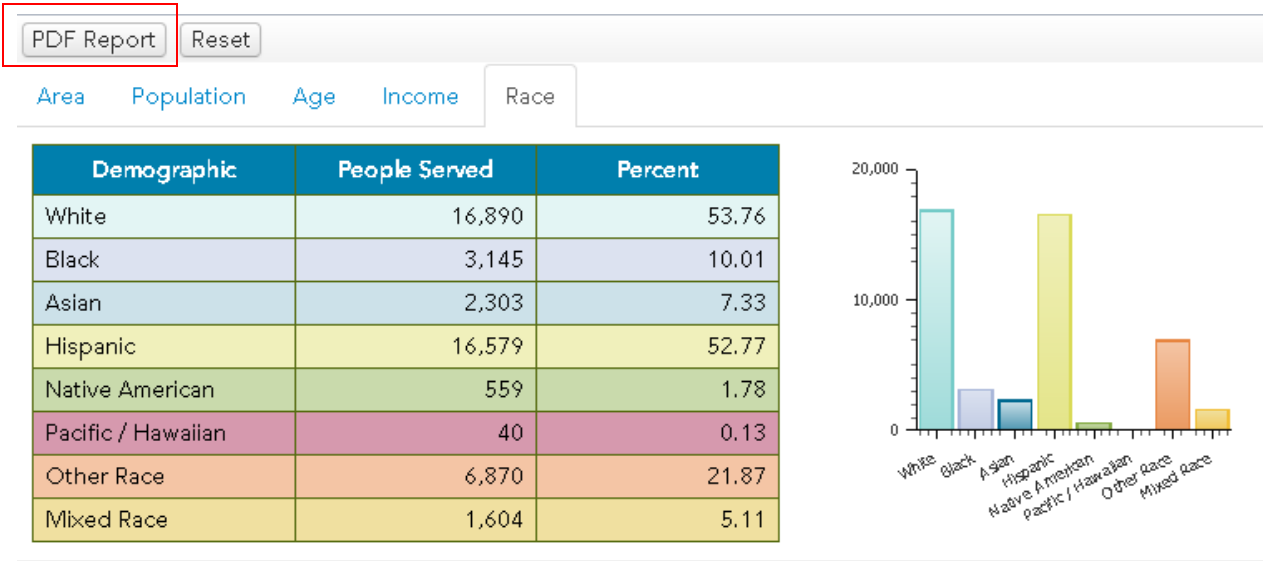 PDF Report Reset
Area Population Age Income Race
Demographic People Served Percent
White 16,890 53.76
Black 3,145 10.01
Asian 2,303 7.33
Hispanic 16,579 52.77
Native American 559 1.78
Pacific / Hawaiian 40 0.13
Other Race 6,870 21.87
Mixed Race 1,604 5.11
20,000
10,000
0
White
Black
Asian
Hispanic
Native American
Pacific / Hawaiian
Other Race
Mixed Race